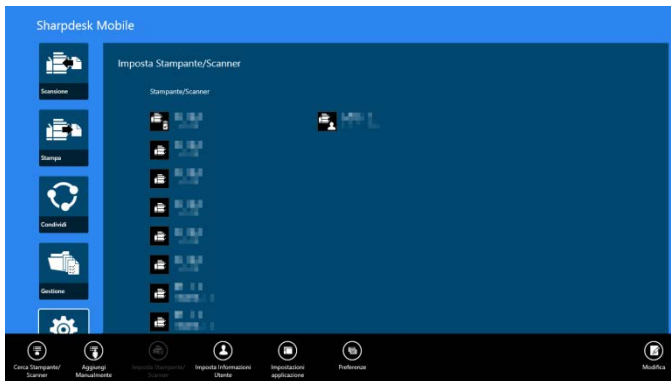 Sharpdesk Mobile
Imposta Stampante/Scanner
Scansione
Stampante/Scanner
Stampa
Condividi
Gestione
Cerca Stampante/
Scanner
Aggiungi
Manualmente
Imposta Stampante/
Scanner
Imposta Informazioni
Utente
Impostazioni
applicazione
Preferenze
Modifica